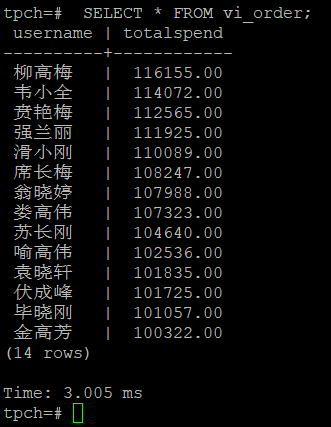 tpch=#  SELECT * FROM vi_order;
 username | totalspend
----------+------------
 柳高梅   |  116155.00
 韦小全   |  114072.00
 贲艳梅   |  112565.00
 强兰丽   |  111925.00
 滑小刚   |  110089.00
 席长梅   |  108247.00
 翁晓婷   |  107988.00
 娄高伟   |  107323.00
 苏长刚   |  104640.00
 喻高伟   |  102536.00
 袁晓轩   |  101835.00
 伏成峰   |  101725.00
 毕晓刚   |  101057.00
 金高芳   |  100322.00
(14 rows)
Time: 3.005 ms
tpch=#